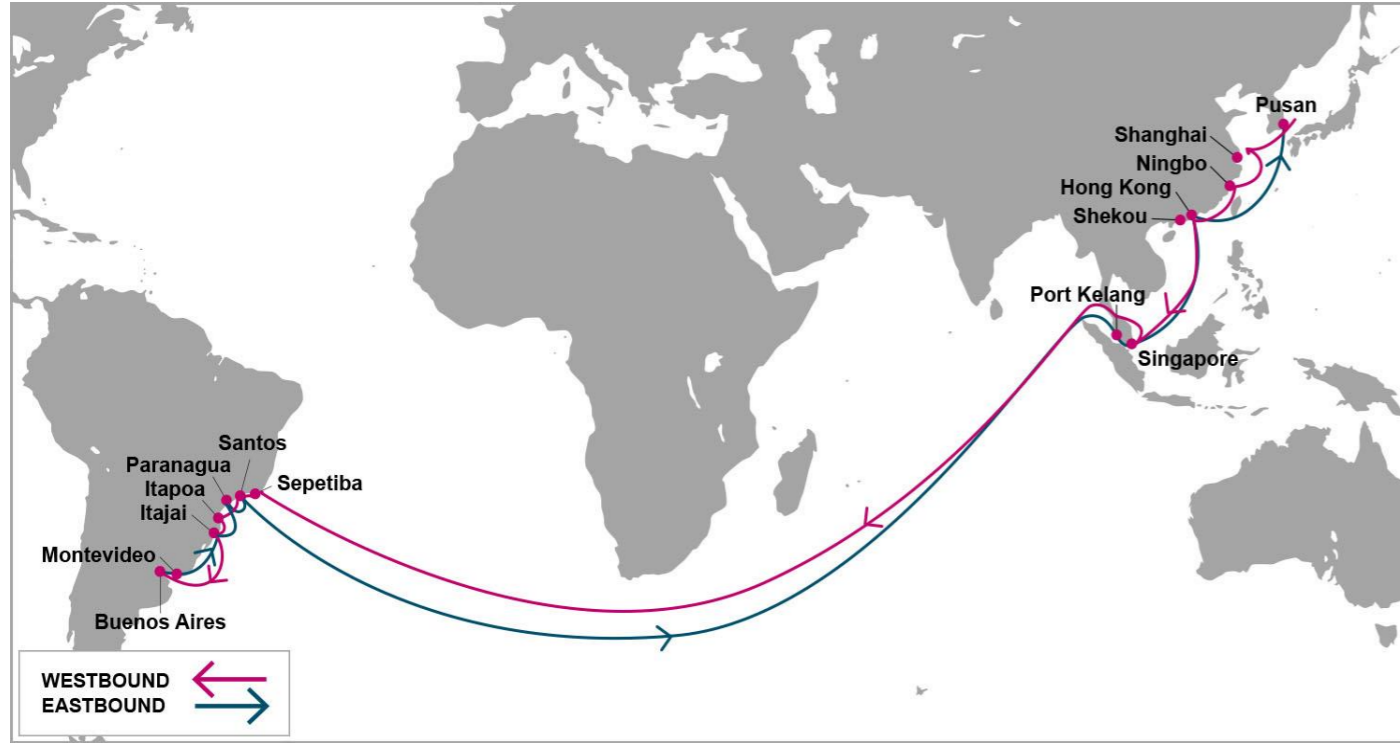 Pusan
Shanghai
Ningbo
Hong Kong
Shekou
Port Kelang
Singapore
Santos
Paranagua
Sepetiba
Itapoa
Itajai
Montevideo
Buenos Aires
WESTBOUND
EASTBOUND